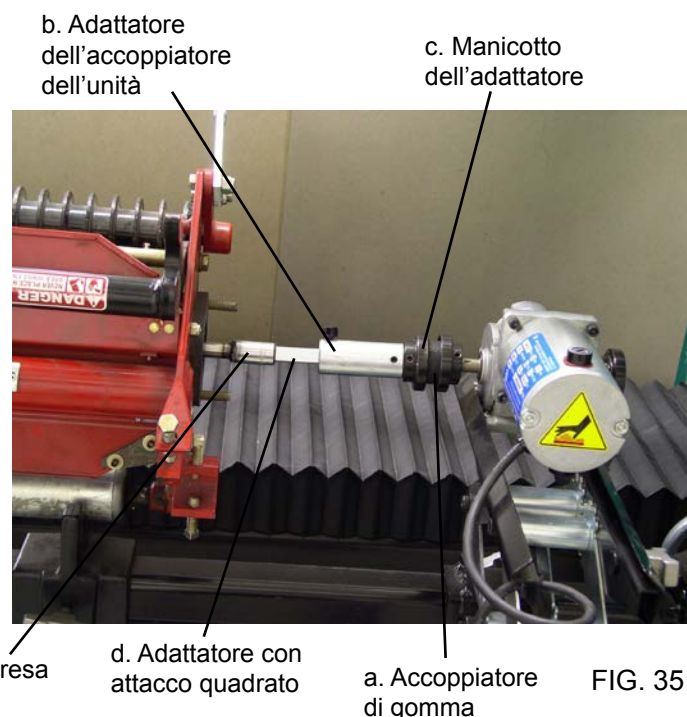 b. Adattatore
dell'accoppiatore
dell'unità
c. Manicotto
dell'adattatore
DANGER
resa
d. Adattatore con
attacco quadrato
a. Accoppiatore
di gomma
FIG. 35